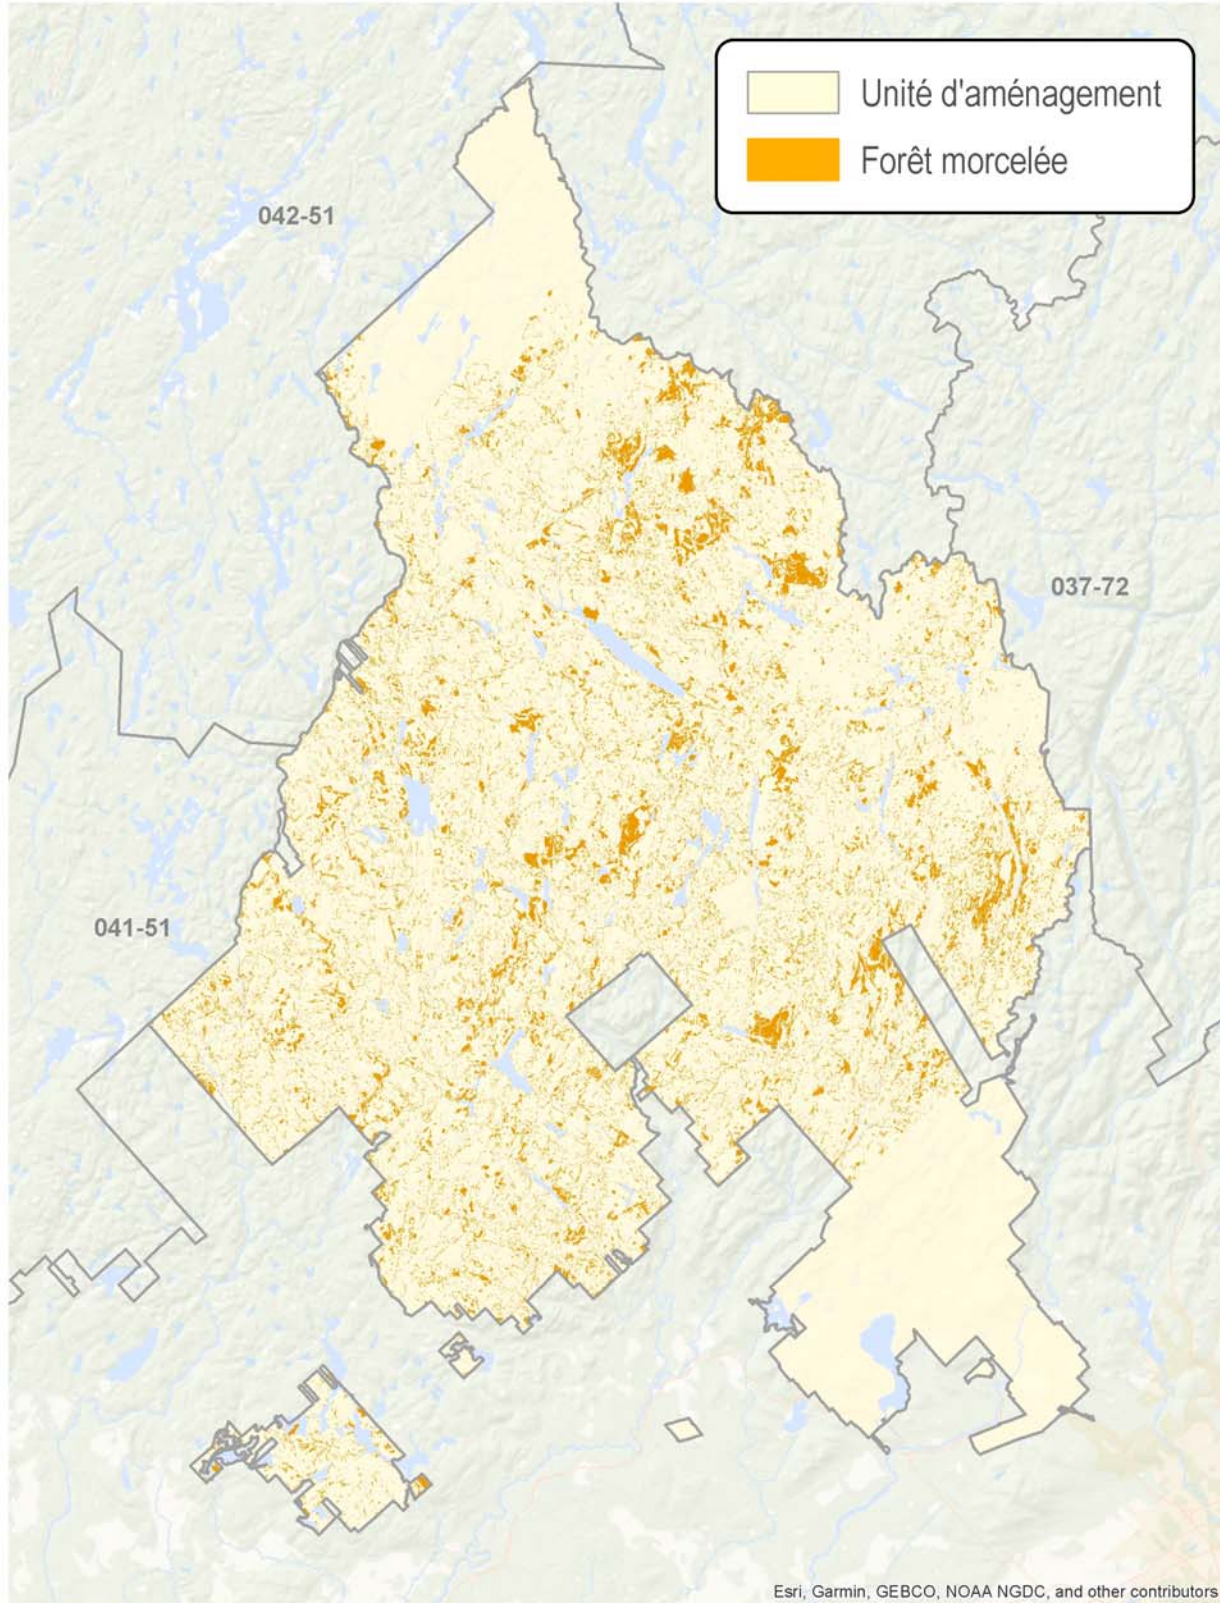 Unité d'aménagement
Forêt morcelée
042-51
037-72
041-51
Esri, Garmin, GEBCO, NOAA NGDC, and other contributors